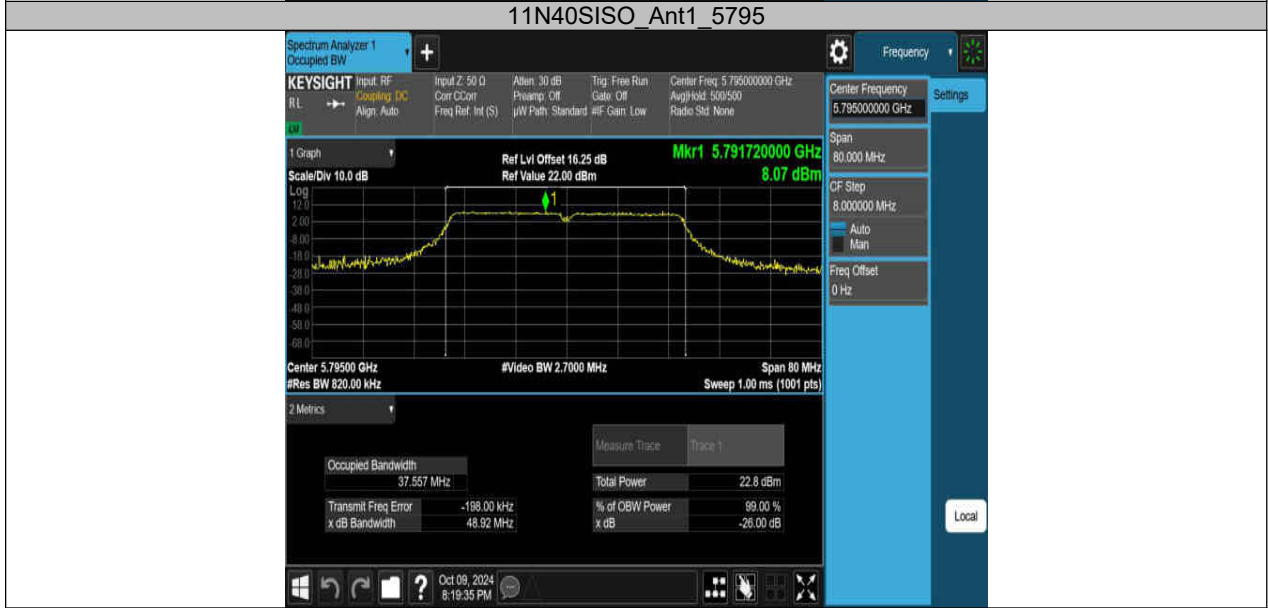 11N40SISO_Ant1_5795
Spectrum Analyzer 1
Occupied BW
+
Frequency
KEYSIGHT Input: RF Input Z: 50 Ω Atten: 30 dB Trig: Free Run Center Freq: 5.795000000 GHz
RL Coupling: DC Corr CCorr Preamp: Off Gate: Off Avg|Hold: 500/500
Align: Auto Freq Ref: Int (S) µW Path: Standard #IF Gain: Low Radio Std: None
Center Frequency
5.795000000 GHz
Settings
Span
80.000 MHz
CF Step
8.000000 MHz
Auto
Man
Freq Offset
0 Hz
Local
1 Graph
Scale/Div 10.0 dB
Ref Lvl Offset 16.25 dB
Ref Value 22.00 dBm
Mkr1 5.791720000 GHz
8.07 dBm
Log
12.0
2.00
-8.00
-18.0
-28.0
-38.0
-48.0
-58.0
-68.0
1
Center 5.79500 GHz #Video BW 2.7000 MHz Span 80 MHz
#Res BW 820.00 kHz Sweep 1.00 ms (1001 pts)
2 Metrics
Measure Trace Trace 1
Occupied Bandwidth
37.557 MHz
Total Power 22.8 dBm
Transmit Freq Error -198.00 kHz % of OBW Power 99.00 %
x dB Bandwidth 48.92 MHz x dB -26.00 dB
? Oct 09, 2024
8:19:35 PM